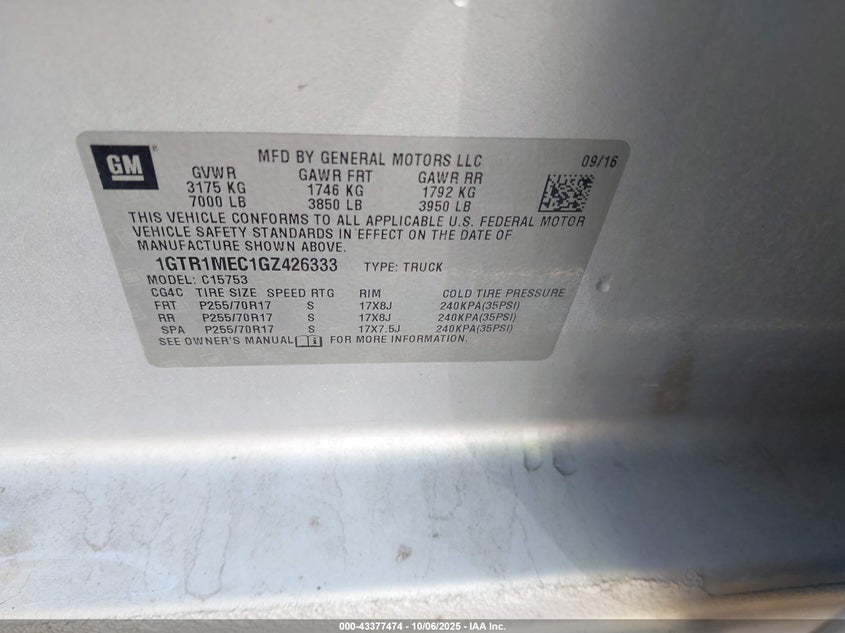 GM ®
MFD BY GENERAL MOTORS LLC 09/16
GVWR GAWR FRT GAWR RR
3175 KG 1746 KG 1792 KG
7000 LB 3850 LB 3950 LB
THIS VEHICLE CONFORMS TO ALL APPLICABLE U.S. FEDERAL MOTOR
VEHICLE SAFETY STANDARDS IN EFFECT ON THE DATE OF
MANUFACTURE SHOWN ABOVE.
1GTR1MEC1GZ426333 TYPE: TRUCK
MODEL: C15753
CG4C TIRE SIZE SPEED RTG RIM COLD TIRE PRESSURE
FRT P255/70R17 S 17X8J 240KPA(35PSI)
RR P255/70R17 S 17X8J 240KPA(35PSI)
SPA P255/70R17 S 17X7.5J 240KPA(35PSI)
SEE OWNER'S MANUAL i FOR MORE INFORMATION.
000-43377474 - 10/06/2025 - IAA Inc.